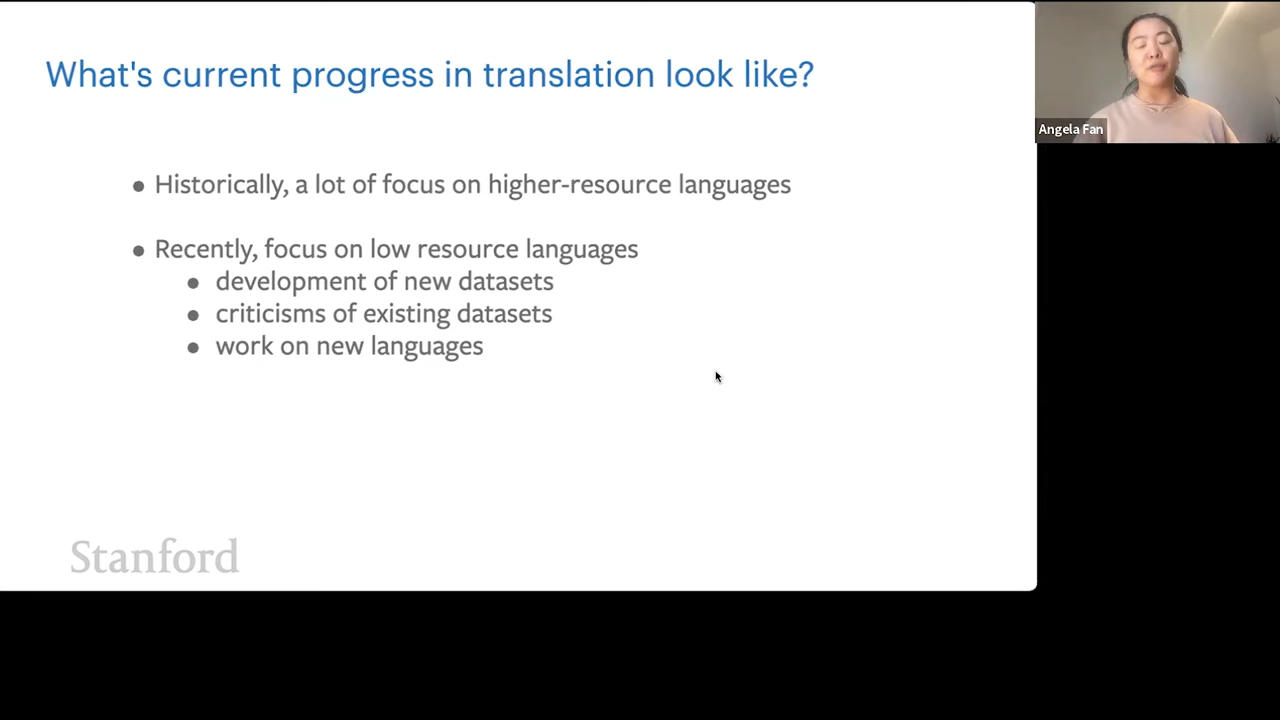 What's current progress in translation look like?
Angela Fan
● Historically, a lot of focus on higher-resource languages
● Recently, focus on low resource languages
● development of new datasets
● criticisms of existing datasets
● work on new languages
Stanford